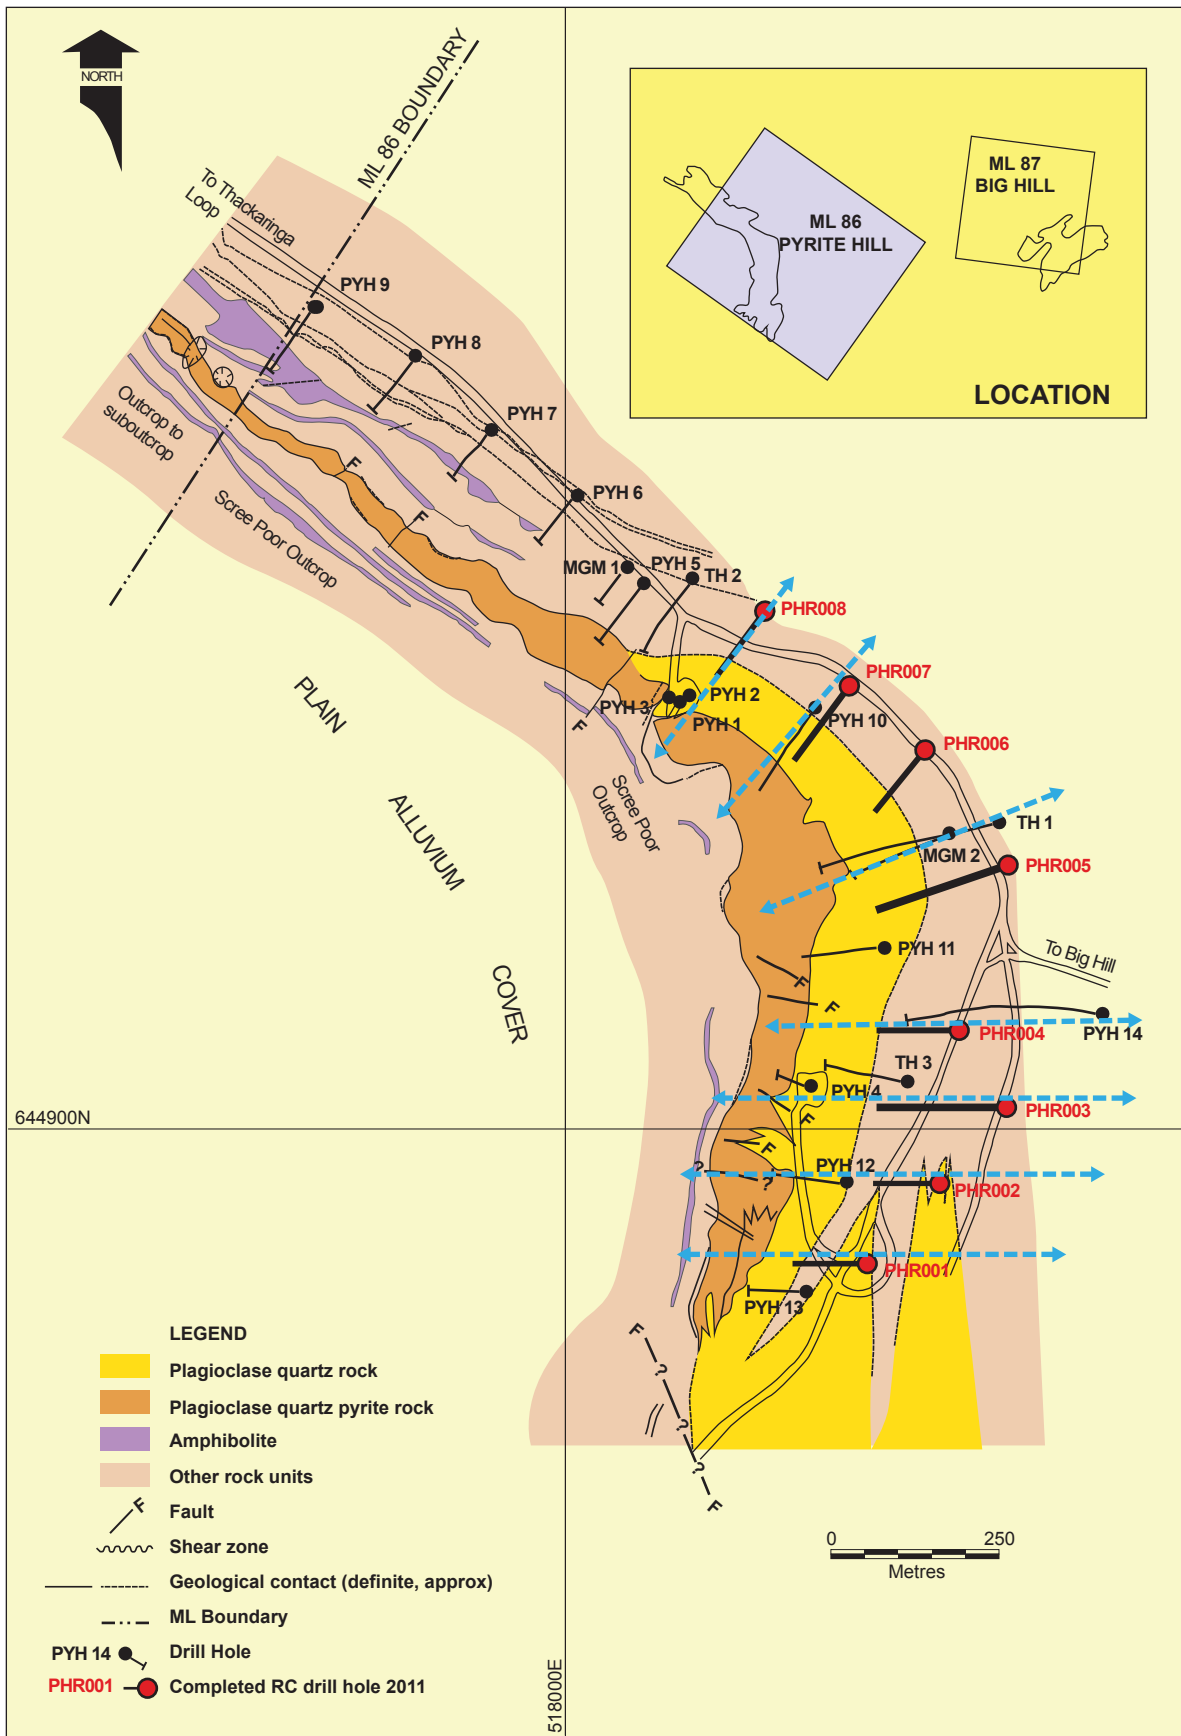 NORTH
ML 86 BOUNDARY
To Thackaringa
Loop
ML 87
BIG HILL
ML 86
PYRITE HILL
LOCATION
PYH 9
PYH 8
PYH 7
PYH 6
Outcrop to
suboutcrop
Scree Poor Outcrop
F
F
MGM 1
PYH 5
TH 2
PHR008
PHR007
PYH 2
PYH 3
PYH 1
PYH 10
F
PHR006
PLAIN
ALLUVIUM
COVER
Scree Poor
Outcrop
TH 1
MGM 2
PHR005
PYH 11
To Big Hill
F
F
PHR004
PYH 14
TH 3
PYH 4
PHR003
F
644900N
F
PYH 12
?
?
PHR002
PHR001
PYH 13
F
?
?
?
F
LEGEND
Plagioclase quartz rock
Plagioclase quartz pyrite rock
Amphibolite
Other rock units
F
Fault
Shear zone
Geological contact (definite, approx)
ML Boundary
PYH 14
Drill Hole
PHR001
Completed RC drill hole 2011
0
250
Metres
518000E